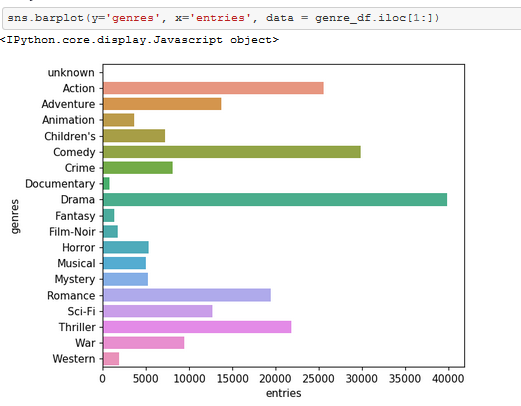 sns.barplot(y='genres', x='entries', data = genre_df.iloc[1:])
<IPython.core.display.Javascript object>
unknown
Action
Adventure
Animation
Children's
Comedy
Crime
Documentary
Drama
Fantasy
Film-Noir
Horror
Musical
Mystery
Romance
Sci-Fi
Thriller
War
Western
genres
0 5000 10000 15000 20000 25000 30000 35000 40000
entries